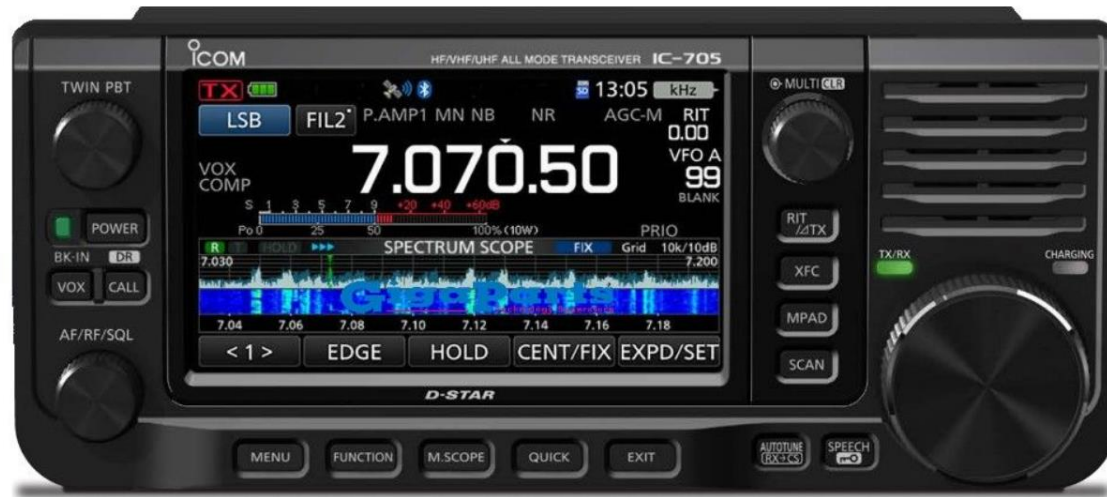 ICOM HF/VHF/UHF ALL MODE TRANSCEIVER IC-705
TWIN PBT
MULTI CLR
TX 13:05 kHz
LSB FIL2 P.AMP1 MN NB NR AGC-M RIT
0.00
VOX 7.070.50 VFO A
COMP 99
BLANK
S 1 3 5 7 9 +20 +40 +60dB
Po 0 25 50 100% (10W) PRIO
POWER
RIT
/⊿TX
BK-IN DR
R T HOLD ▸▸▸ SPECTRUM SCOPE FIX Grid 10k/10dB
7.030 7.200
TX/RX CHARGING
VOX CALL
XFC
GigaParts
7.04 7.06 7.08 7.10 7.12 7.14 7.16 7.18
MPAD
AF/RF/SQL
<1> EDGE HOLD CENT/FIX EXPD/SET
SCAN
D-STAR
MENU FUNCTION M.SCOPE QUICK EXIT
AUTOTUNE
RX→CS
SPEECH